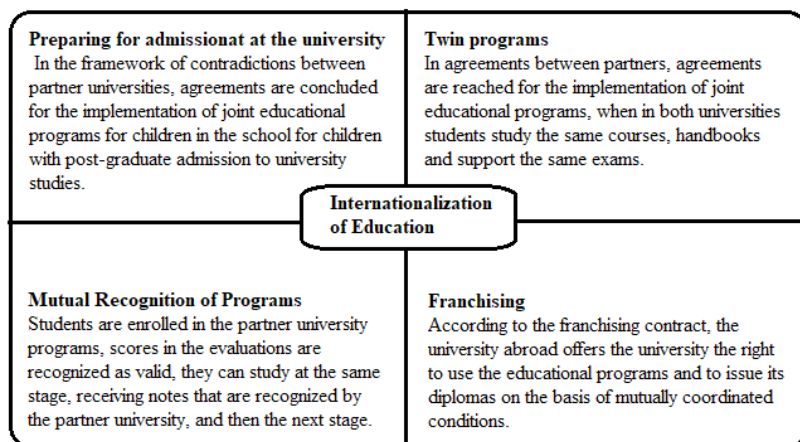 Preparing for admissionat at the university
In the framework of contradictions between
partner universities, agreements are concluded
for the implementation of joint educational
programs for children in the school for children
with post-graduate admission to university
studies.
Twin programs
In agreements between partners, agreements
are reached for the implementation of joint
educational programs, when in both universities
students study the same courses, handbooks
and support the same exams.
Internationalization
of Education
Mutual Recognition of Programs
Students are enrolled in the partner university
programs, scores in the evaluations are
recognized as valid, they can study at the same
stage, receiving notes that are recognized by
the partner university, and then the next stage.
Franchising
According to the franchising contract, the
university abroad offers the university the right
to use the educational programs and to issue its
diplomas on the basis of mutually coordinated
conditions.